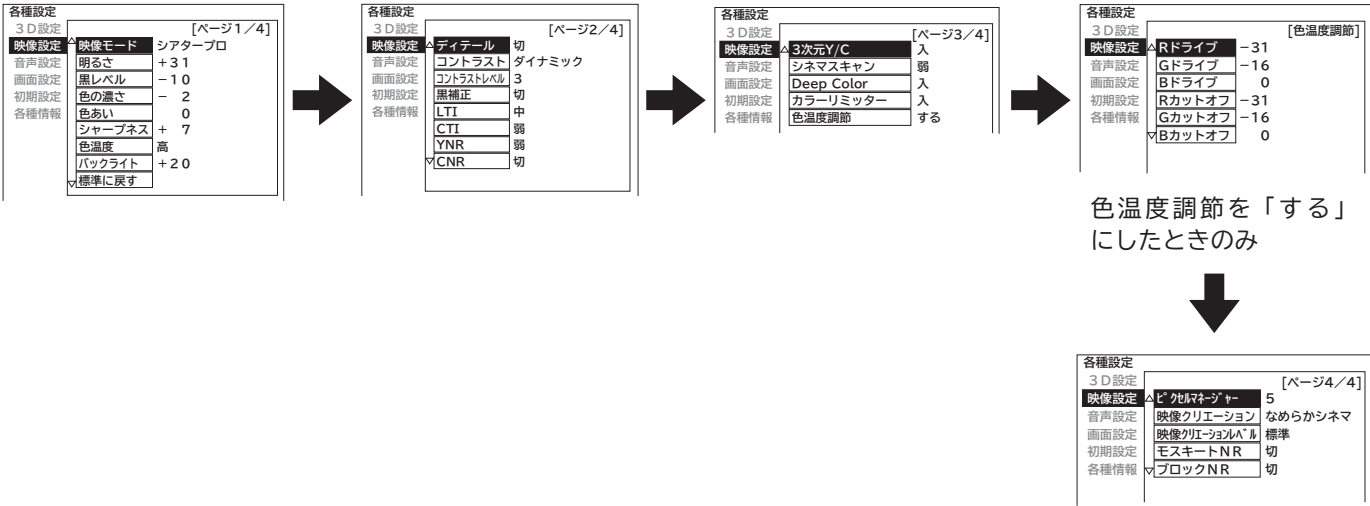 各種設定
３Ｄ設定
[ページ１／4]
映像設定 △ 映像モード シアタープロ
音声設定 明るさ ＋３１
画面設定 黒レベル －１０
初期設定 色の濃さ － ２
各種情報 色あい ０
シャープネス ＋ ７
色温度 高
バックライト ＋２０
▽ 標準に戻す
各種設定
３Ｄ設定
[ページ2／4]
映像設定 △ ディテール 切
音声設定 コントラスト ダイナミック
画面設定 コントラストレベル 3
初期設定 黒補正 切
各種情報 LTI 中
CTI 弱
YNR 弱
▽ CNR 切
各種設定
３Ｄ設定
[ページ3／4]
映像設定 △ 3次元Y/C 入
音声設定 シネマスキャン 弱
画面設定 Deep Color 入
初期設定 カラーリミッター 入
各種情報 色温度調節 する
各種設定
３Ｄ設定
[色温度調節]
映像設定 △ Rドライブ －31
音声設定 Gドライブ －16
画面設定 Bドライブ 0
初期設定 Rカットオフ －31
各種情報 Gカットオフ －16
▽ Bカットオフ 0
色温度調節を「する」
にしたときのみ
各種設定
３Ｄ設定
[ページ4／4]
映像設定 △ ピクセルマネージャー 5
音声設定 映像クリエーション なめらかシネマ
画面設定 映像クリエーションレベル 標準
初期設定 モスキートＮＲ 切
各種情報 ▽ ブロックＮＲ 切